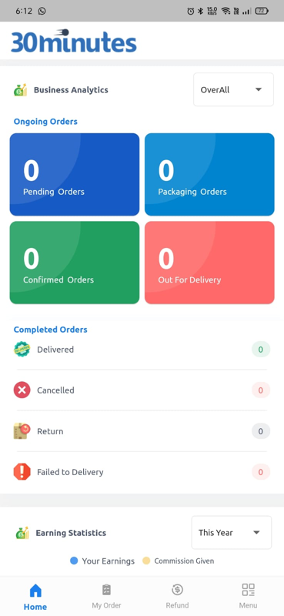 6:12
30minutes
Business Analytics
OverAll
Ongoing Orders
0
Pending Orders
0
Packaging Orders
0
Confirmed Orders
0
Out For Delivery
Completed Orders
Delivered 0
Cancelled 0
Return 0
Failed to Delivery 0
Earning Statistics
This Year
Your Earnings
Commission Given
Home
My Order
Refund
Menu